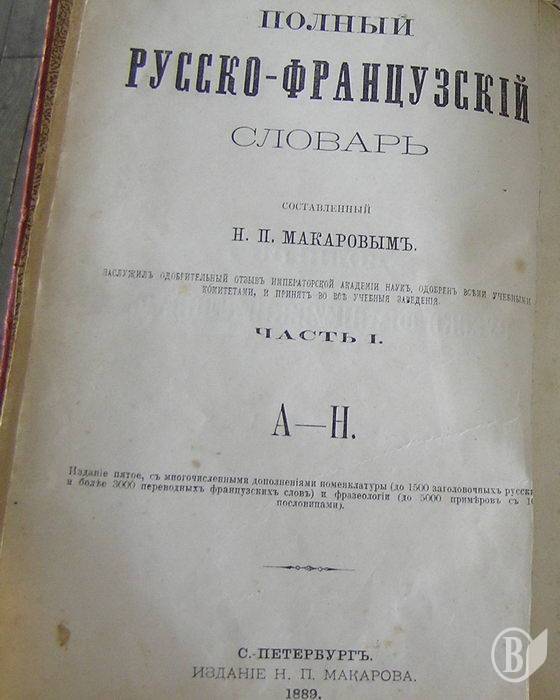 ПОЛНЫЙ
РУССКО-ФРАНЦУЗСКІЙ
СЛОВАРЬ
СОСТАВЛЕННЫЙ
Н. П. МАКАРОВЫМЪ.
ЗАСЛУЖИЛЪ ОДОБРИТЕЛЬНЫЙ ОТЗЫВЪ ИМПЕРАТОРСКОЙ АКАДЕМІИ НАУКЪ, ОДОБРЕНЪ ВСѢМИ УЧЕБНЫМИ
КОМИТЕТАМИ, И ПРИНЯТЪ ВО ВСѢ УЧЕБНЫЯ ЗАВЕДЕНІЯ.
ЧАСТЬ I.
А—Н.
Изданіе пятое, съ многочисленными дополненіями номенклатуры (до 1500 заголовочныхъ русски
и болѣе 3000 переводныхъ французскихъ словъ) и фразеологіи (до 5000 примѣровъ съ 10
пословицами).
С.-ПЕТЕРБУРГЪ.
ИЗДАНІЕ Н. П. МАКАРОВА.
1889.
В